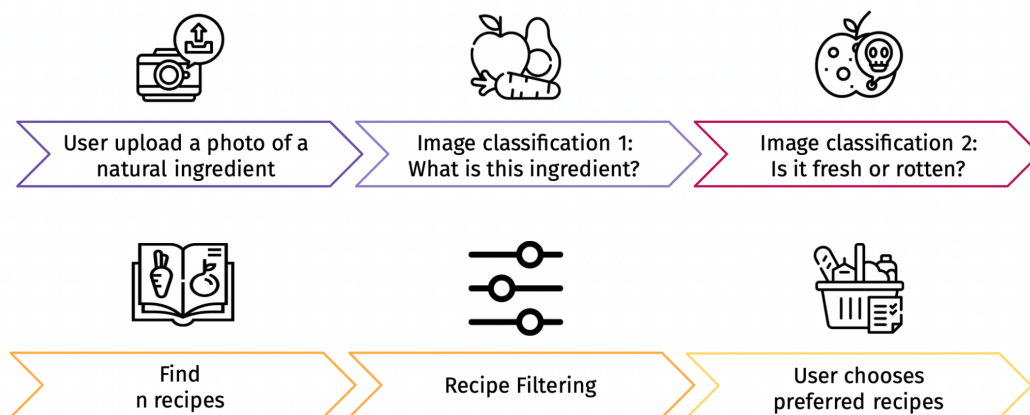 User upload a photo of a
natural ingredient
Image classification 1:
What is this ingredient?
Image classification 2:
Is it fresh or rotten?
Find
n recipes
Recipe Filtering
User chooses
preferred recipes